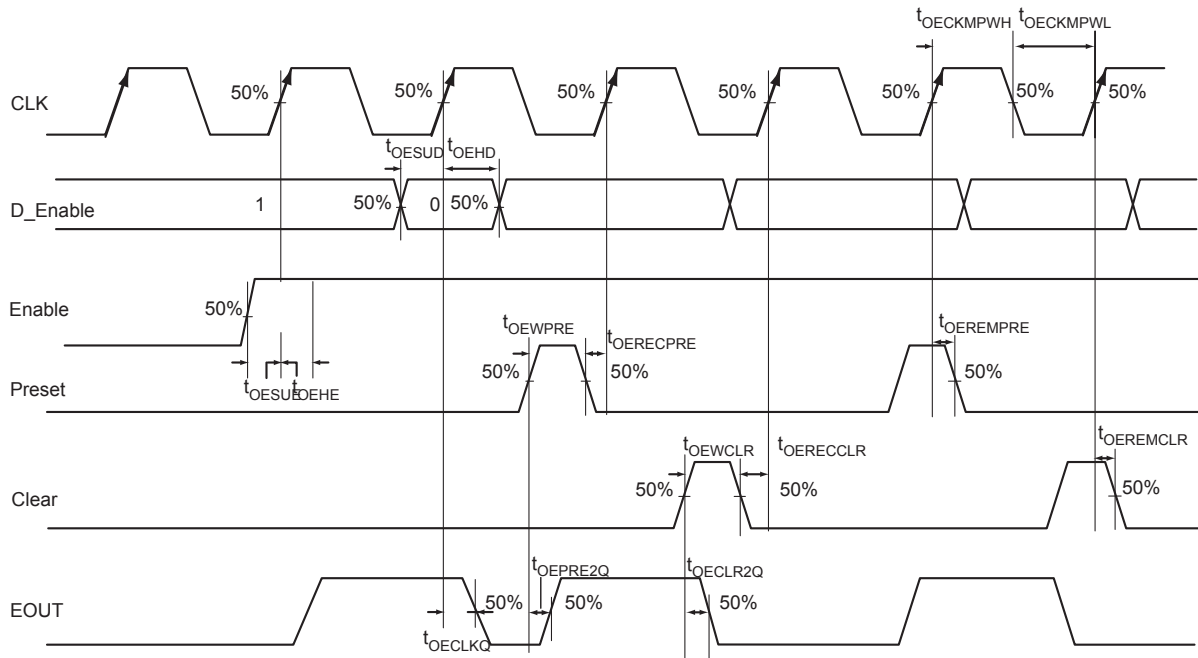 tOECKMPWH tOECKMPWL
CLK
50% 50% 50% 50% 50% 50% 50%
tOESUD tOEHD
D_Enable
1 50% 0 50%
Enable
50%
tOEWPRE tOERECPRE tOEREMPRE
Preset
tOESUE tOEHE 50% 50% 50%
tOEWCLR tOERECCLR tOEREMCLR
Clear
50% 50% 50%
tOEPRE2Q tOECLR2Q
EOUT
50% 50% 50%
tOECLKQ